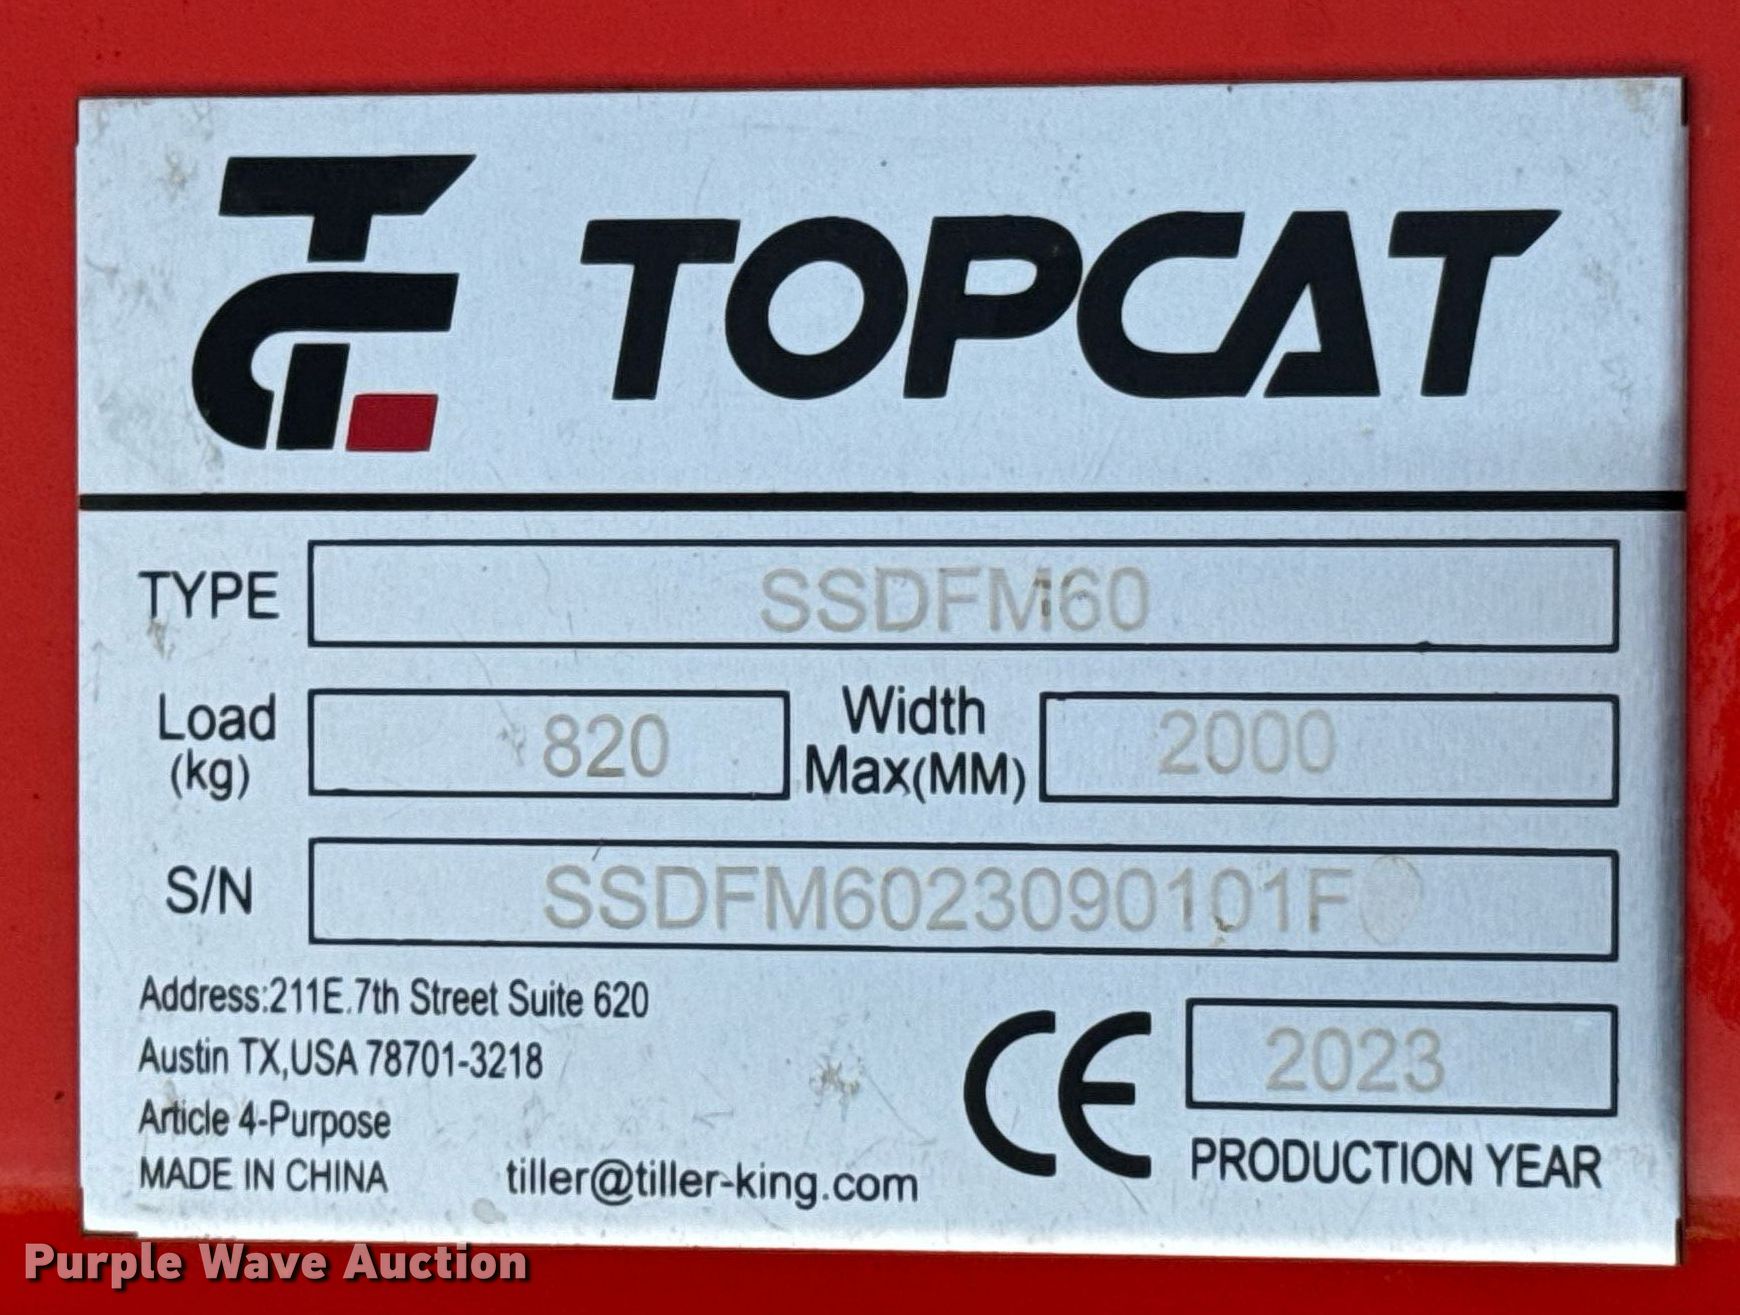 TC
TOPCAT
TYPE SSDFM60
Load (kg) 820 Width Max(MM) 2000
S/N SSDFM6023090101F
Address:211E.7th Street Suite 620
Austin TX,USA 78701-3218
Article 4-Purpose
MADE IN CHINA
tiller@tiller-king.com
CE
2023
PRODUCTION YEAR
Purple Wave Auction